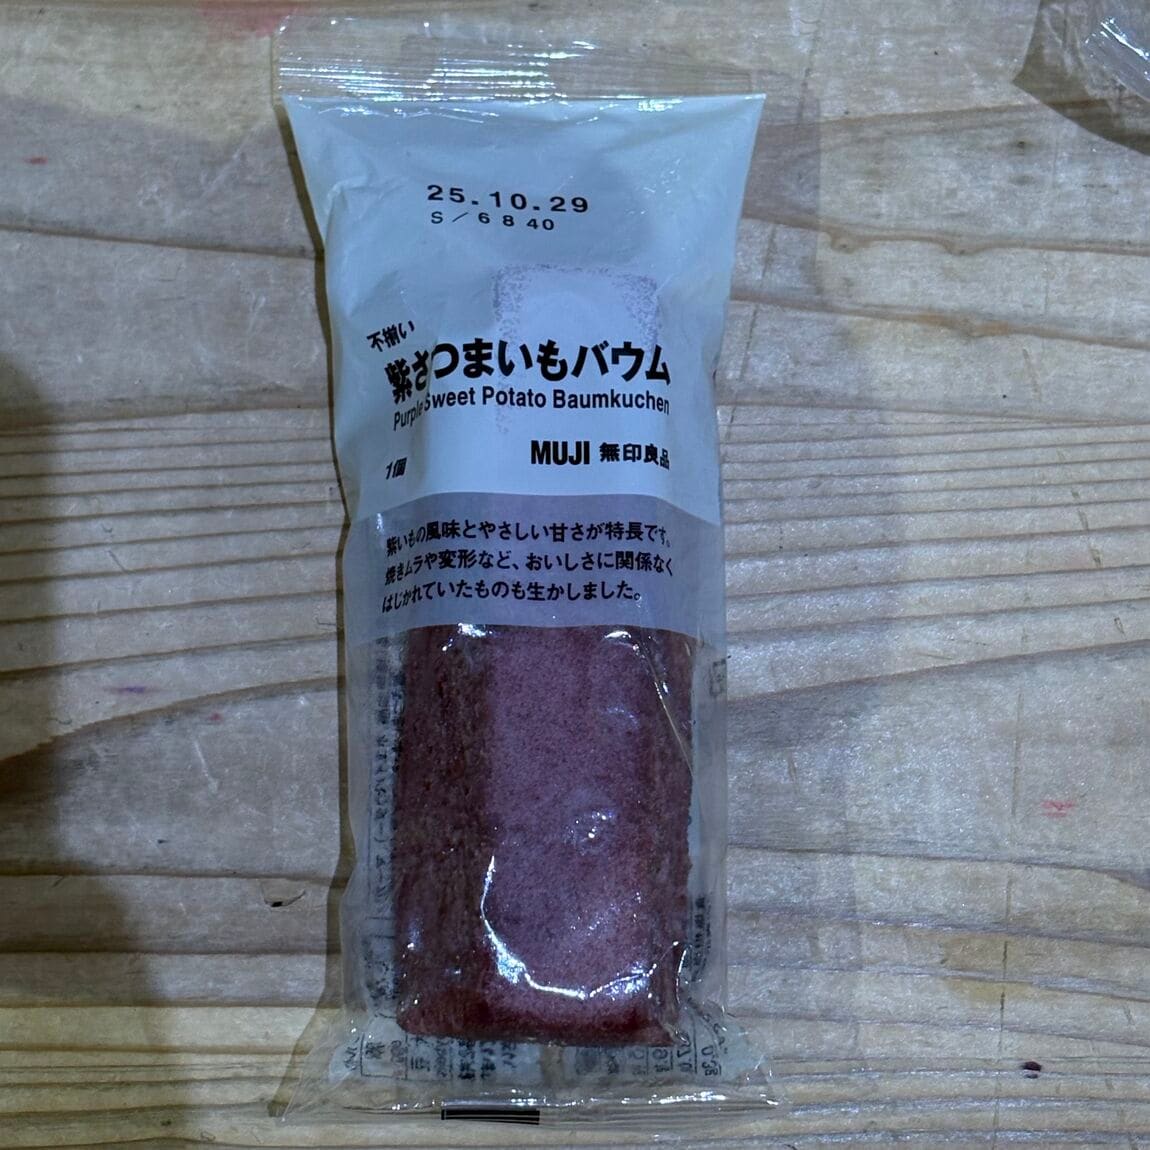 25.10.29
S/6840
不揃い
紫さつまいもバウム
Purple Sweet Potato Baumkuchen
1個
MUJI 無印良品
紫いもの風味とやさしい甘さが特長です。
焼きムラや変形など、おいしさに関係なく
はじかれていたものも生かしました。